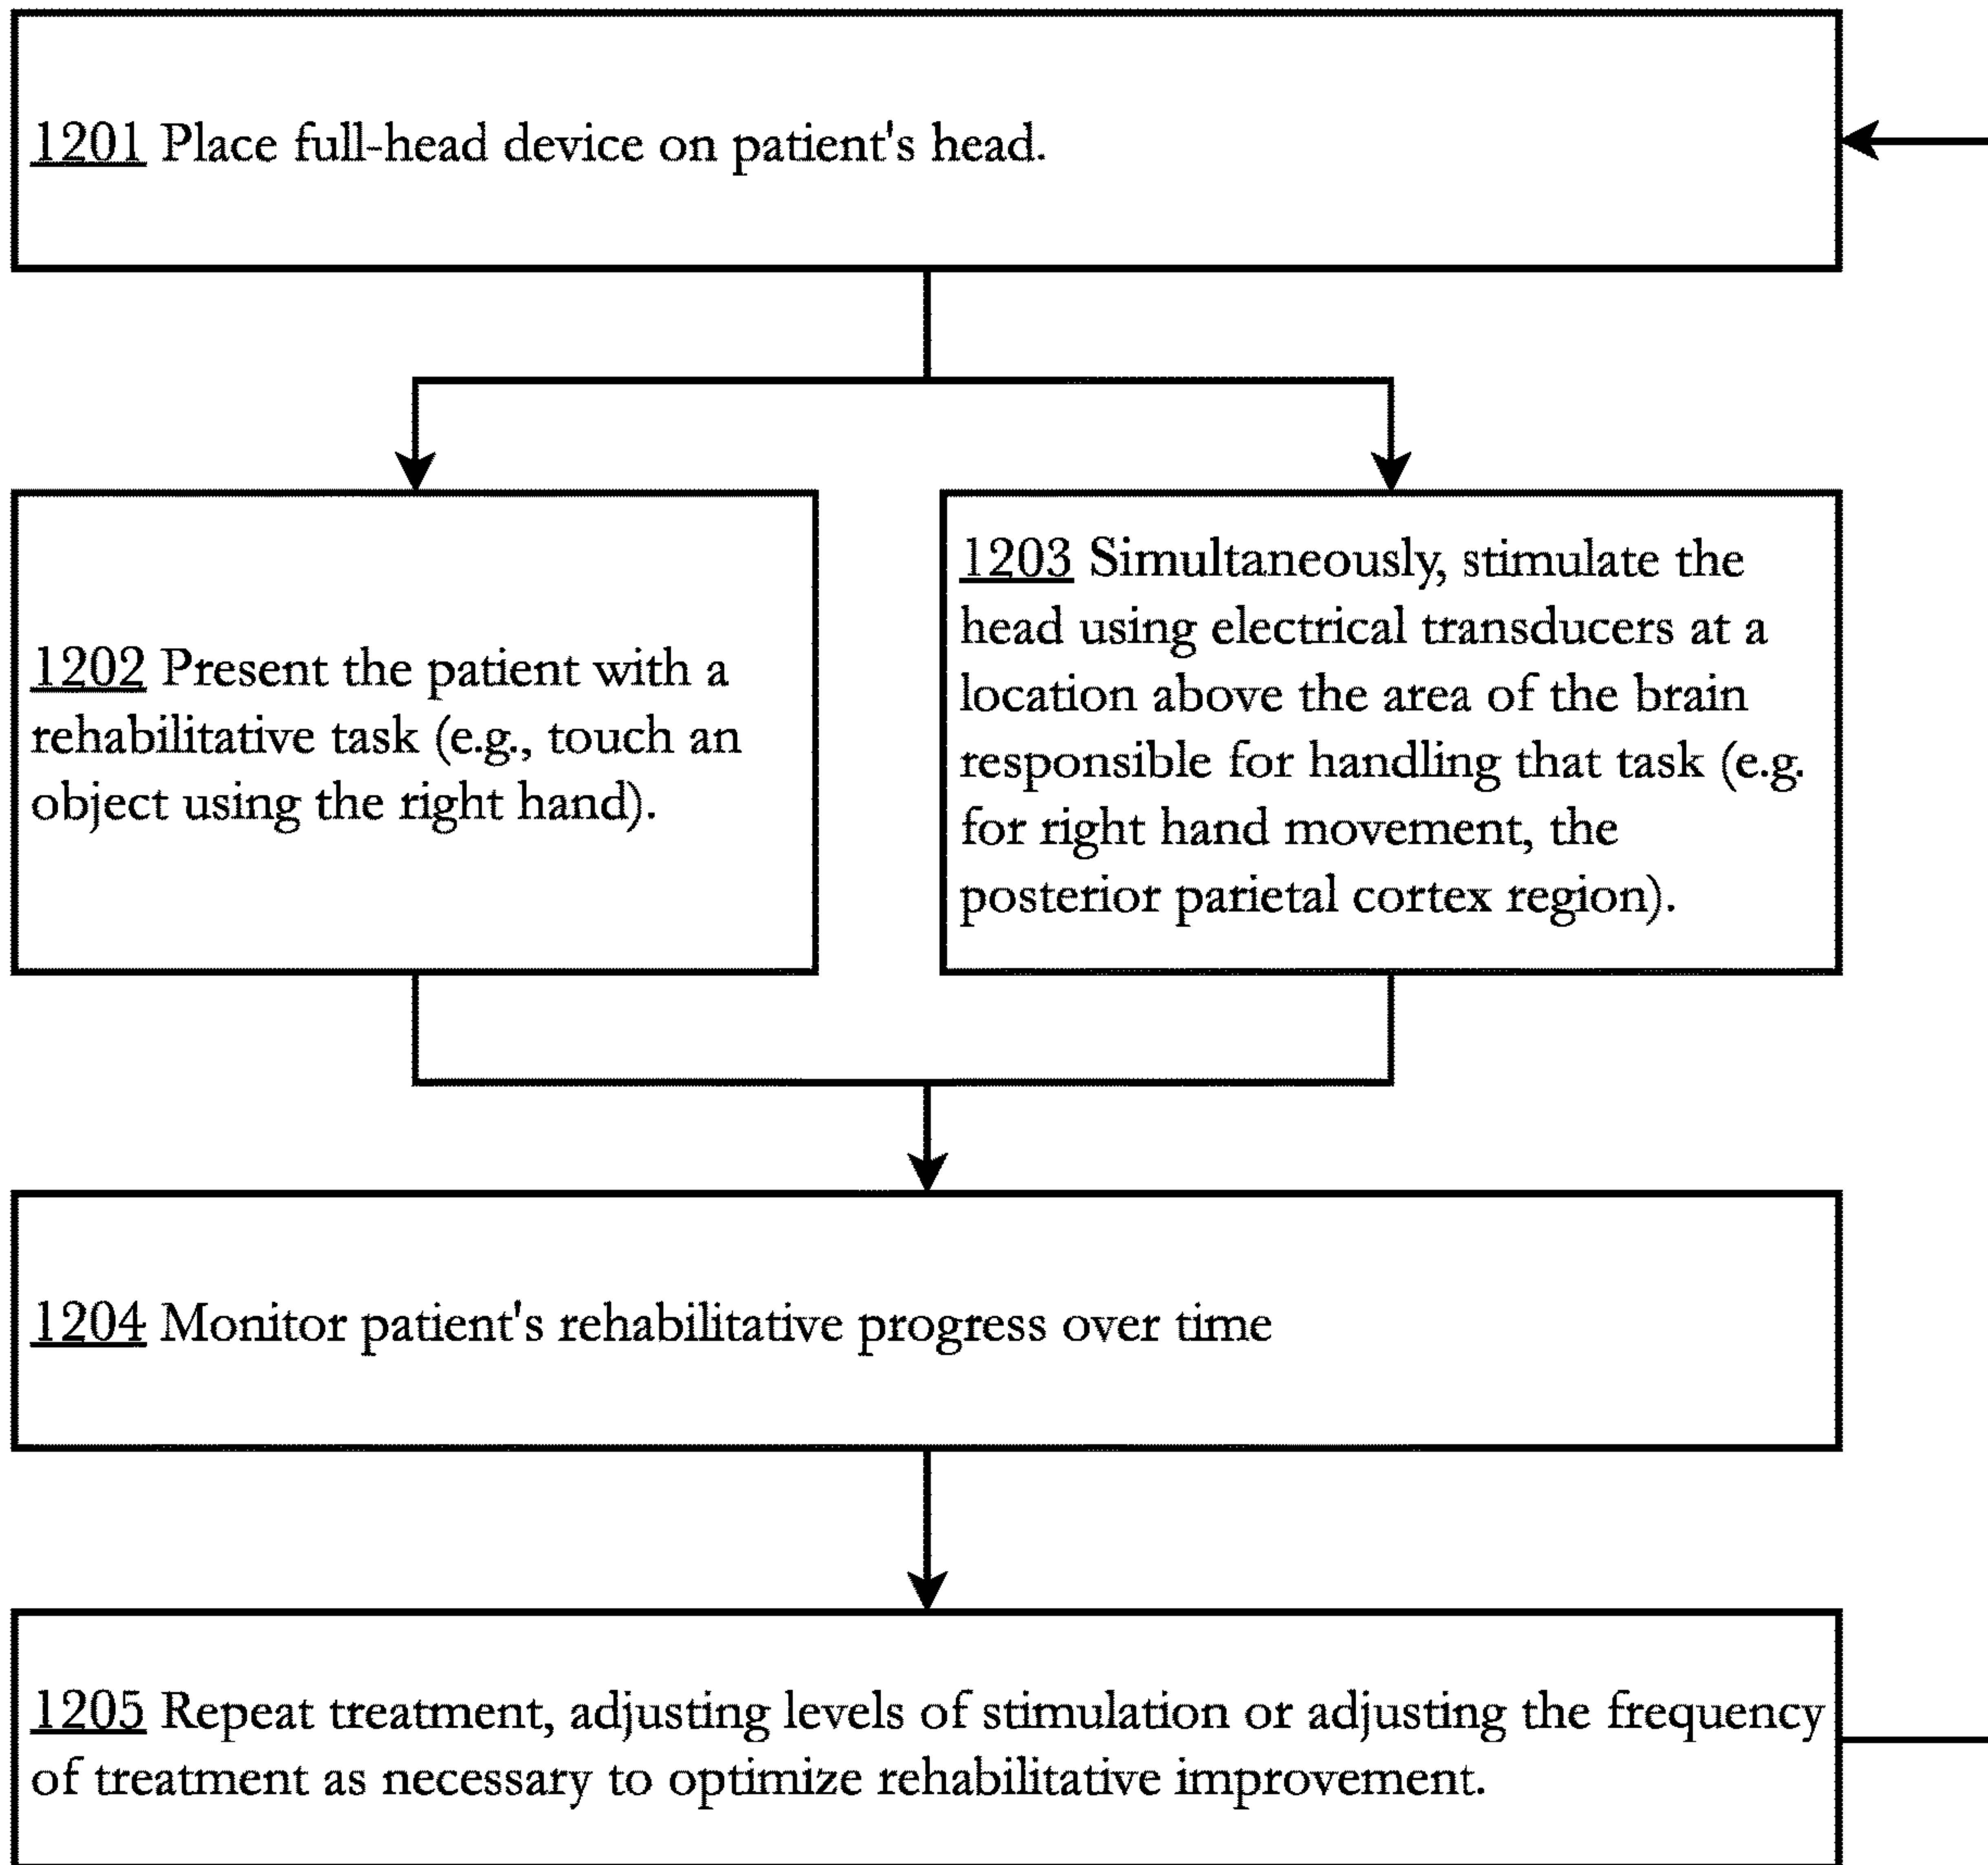 1201 Place full-head device on patient's head.
1202 Present the patient with a
rehabilitative task (e.g., touch an
object using the right hand).
1203 Simultaneously, stimulate the
head using electrical transducers at a
location above the area of the brain
responsible for handling that task (e.g.
for right hand movement, the
posterior parietal cortex region).
1204 Monitor patient's rehabilitative progress over time
1205 Repeat treatment, adjusting levels of stimulation or adjusting the frequency
of treatment as necessary to optimize rehabilitative improvement.